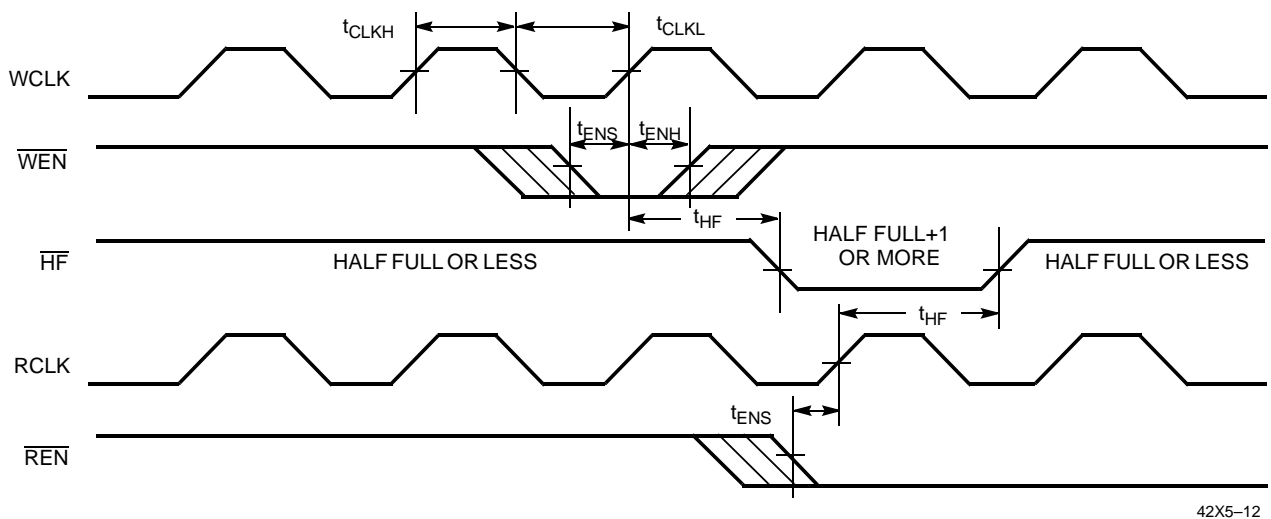 tCLKH
tCLKL
WCLK
tENS
tENH
WEN
tHF
HALF FULL+1
OR MORE
HF
HALF FULL OR LESS
HALF FULL OR LESS
tHF
RCLK
tENS
REN
42X5–12